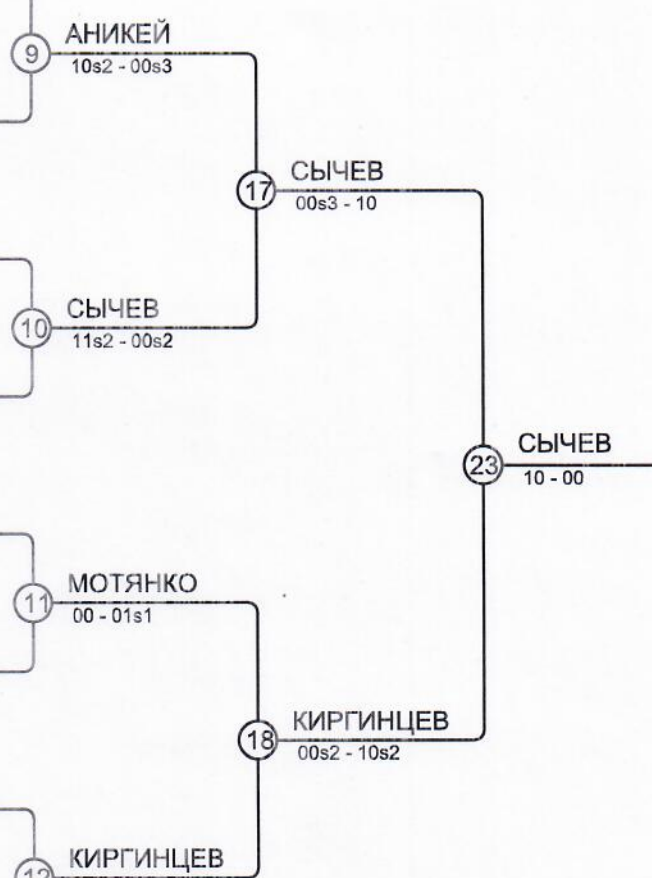 9
АНИКЕЙ
10s2 - 00s3
17
СЫЧЕВ
00s3 - 10
10
СЫЧЕВ
11s2 - 00s2
23
СЫЧЕВ
10 - 00
11
МОТЯНКО
00 - 01s1
18
КИРГИНЦЕВ
00s2 - 10s2
12
КИРГИНЦЕВ